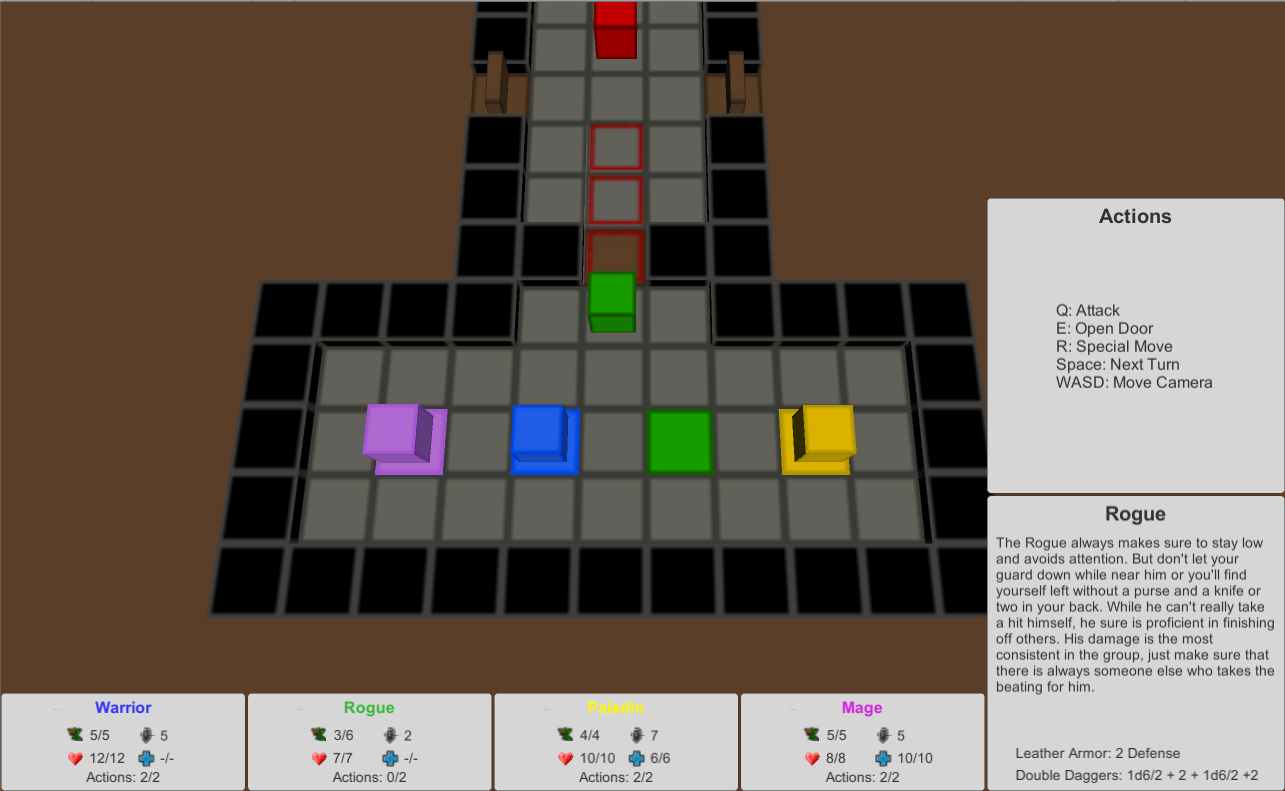 Actions
Q: Attack
E: Open Door
R: Special Move
Space: Next Turn
WASD: Move Camera
Rogue
The Rogue always makes sure to stay low
and avoids attention. But don't let your
guard down while near him or you'll find
yourself left without a purse and a knife or
two in your back. While he can't really take
a hit himself, he sure is proficient in finishing
off others. His damage is the most
consistent in the group, just make sure that
there is always someone else who takes the
beating for him.
Leather Armor: 2 Defense
Double Daggers: 1d6/2 + 2 + 1d6/2 +2
Warrior
5/5 5
12/12 -/-
Actions: 2/2
Rogue
3/6 2
7/7 -/-
Actions: 0/2
Paladin
4/4 7
10/10 6/6
Actions: 2/2
Mage
5/5 5
8/8 10/10
Actions: 2/2